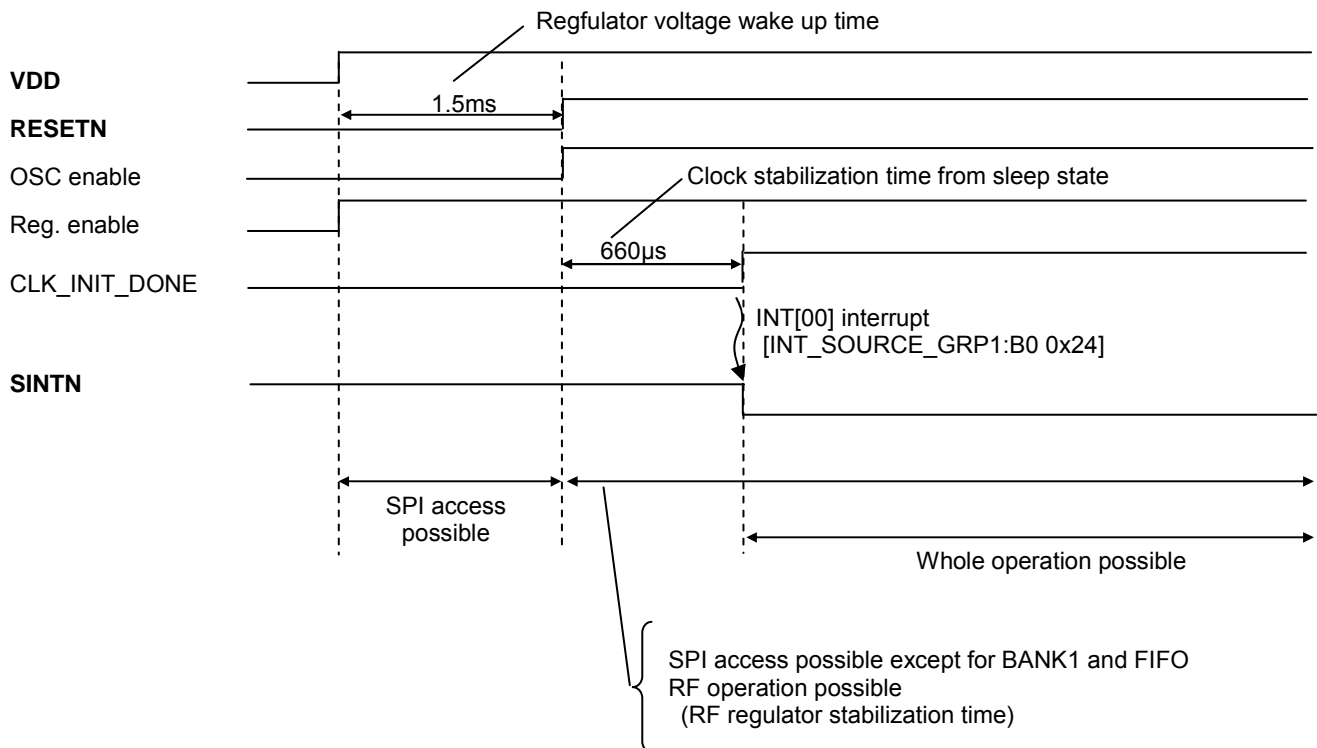 Regfulator voltage wake up time
VDD
1.5ms
RESETN
OSC enable
Clock stabilization time from sleep state
Reg. enable
660µs
CLK_INIT_DONE
INT[00] interrupt
[INT_SOURCE_GRP1:B0 0x24]
SINTN
SPI access
possible
Whole operation possible
SPI access possible except for BANK1 and FIFO
RF operation possible
(RF regulator stabilization time)